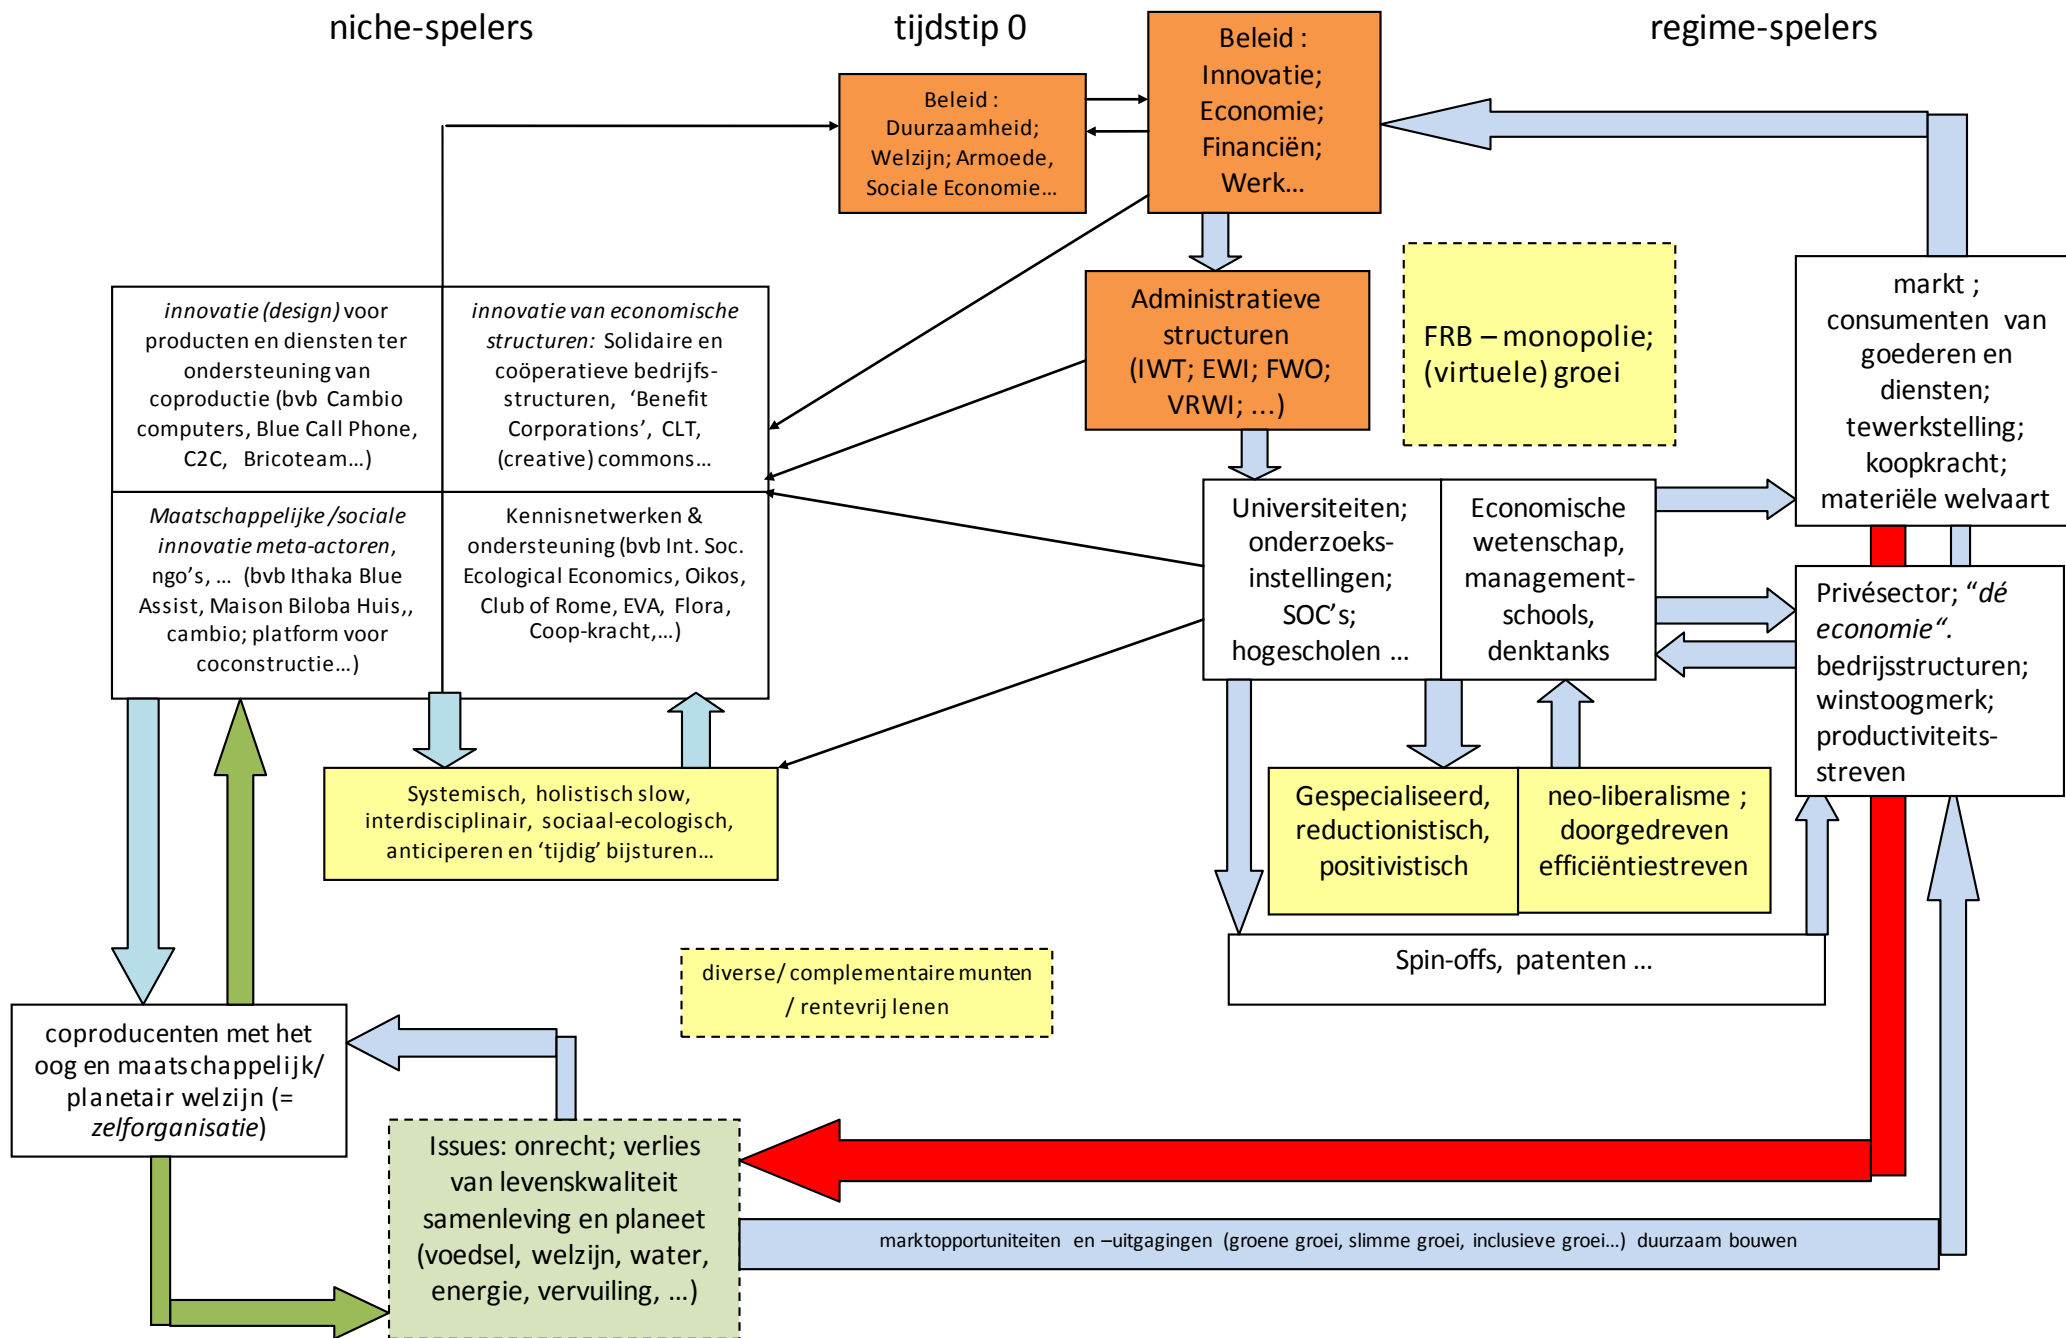 niche-spelers
tijdstip 0
regime-spelers
Beleid :
Innovatie;
Economie;
Financiën;
Werk...
Beleid :
Duurzaamheid;
Welzijn; Armoede,
Sociale Economie...
innovatie (design) voor
producten en diensten ter
ondersteuning van
coproductie (bvb Cambio
computers, Blue Call Phone,
C2C, Bricoteam...)
innovatie van economische
structuren: Solidaire en
coöperatieve bedrijfs-
structuren, ‘Benefit
Corporations’, CLT,
(creative) commons...
Maatschappelijke /sociale
innovatie meta-actoren,
ngo’s, ... (bvb Ithaka Blue
Assist, Maison Biloba Huis,,
cambio; platform voor
coconstructie...)
Kennisnetwerken &
ondersteuning (bvb Int. Soc.
Ecological Economics, Oikos,
Club of Rome, EVA, Flora,
Coop-kracht,...)
Administratieve
structuren
(IWT; EWI; FWO;
VRWI; ...)
FRB – monopolie;
(virtuele) groei
markt ;
consumenten van
goederen en
diensten;
tewerkstelling;
koopkracht;
materiële welvaart
Universiteiten;
onderzoeks-
instellingen;
SOC’s;
hogescholen ...
Economische
wetenschap,
management-
schools,
denktanks
Privésector; “dé
economie“.
bedrijsstructuren;
winstoogmerk;
productiviteits-
streven
Systemisch, holistisch slow,
interdisciplinair, sociaal-ecologisch,
anticiperen en ‘tijdig’ bijsturen...
Gespecialiseerd,
reductionistisch,
positivistisch
neo-liberalisme ;
doorgedreven
efficiëntiestreven
Spin-offs, patenten ...
diverse/ complementaire munten
/ rentevrij lenen
coproducenten met het
oog en maatschappelijk/
planetair welzijn (=
zelforganisatie)
Issues: onrecht; verlies
van levenskwaliteit
samenleving en planeet
(voedsel, welzijn, water,
energie, vervuiling, ...)
marktopportuniteiten en –uitgagingen (groene groei, slimme groei, inclusieve groei...) duurzaam bouwen